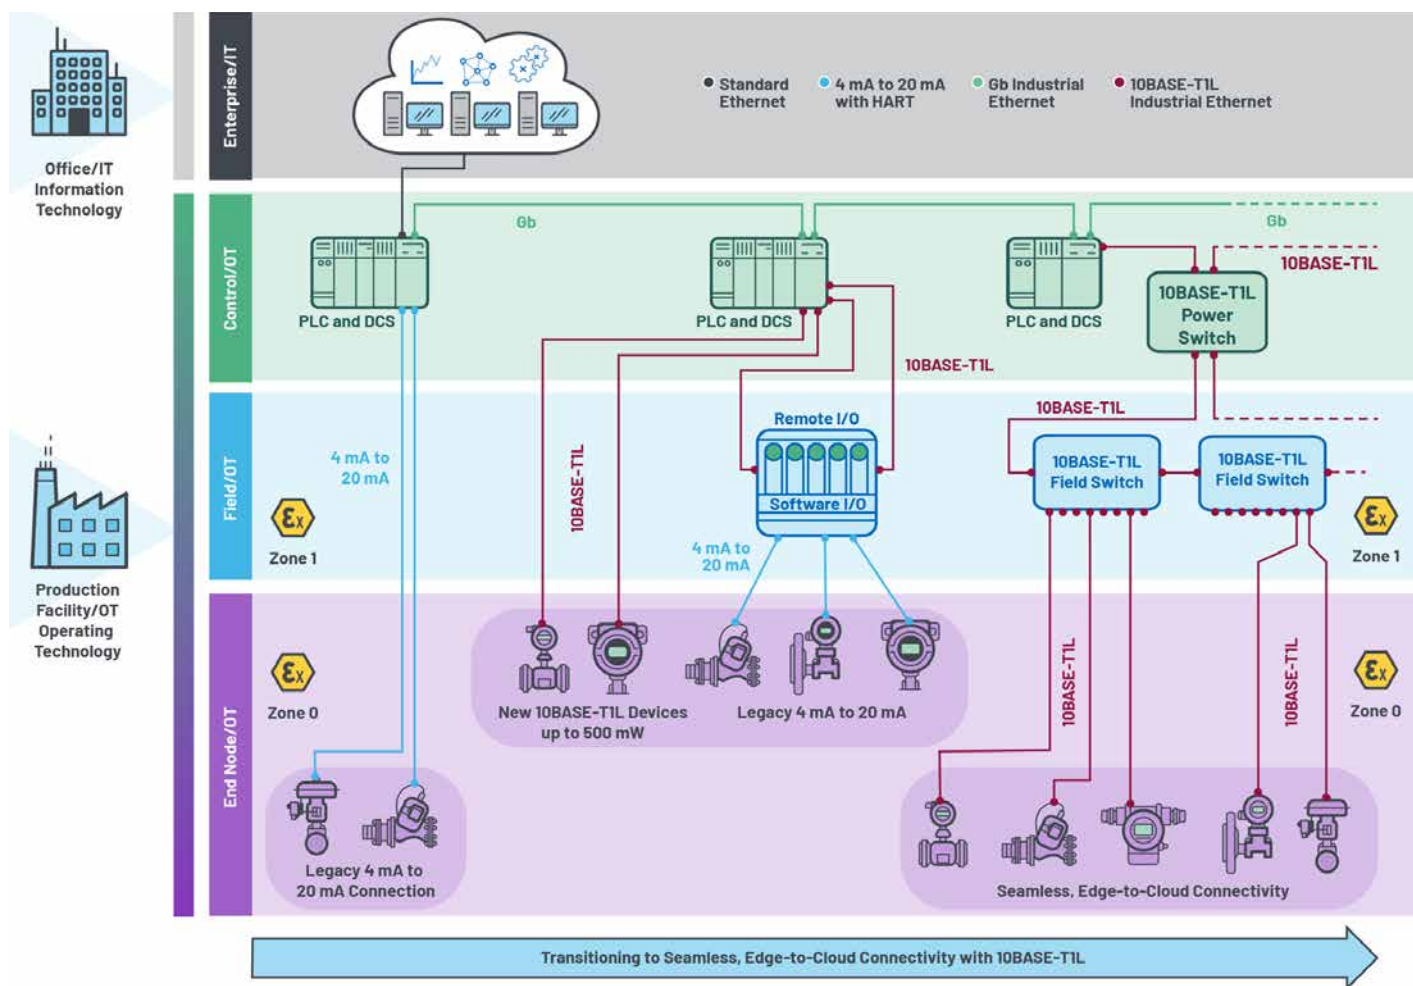 Office/IT
Information
Technology
Production
Facility/OT
Operating
Technology
Enterprise/IT
Standard
Ethernet
4 mA to 20 mA
with HART
Gb Industrial
Ethernet
10BASE-T1L
Industrial Ethernet
Control/OT
Gb
Gb
PLC and DCS
PLC and DCS
PLC and DCS
10BASE-T1L
10BASE-T1L
Power
Switch
10BASE-T1L
Field/OT
4 mA to
20 mA
Ex
Zone 1
10BASE-T1L
Remote I/O
Software I/O
4 mA to
20 mA
10BASE-T1L
10BASE-T1L
Field Switch
10BASE-T1L
Field Switch
Ex
Zone 1
End Node/OT
Ex
Zone 0
Legacy 4 mA to
20 mA Connection
New 10BASE-T1L Devices
up to 500 mW
Legacy 4 mA to 20 mA
10BASE-T1L
10BASE-T1L
Ex
Zone 0
Seamless, Edge-to-Cloud Connectivity
Transitioning to Seamless, Edge-to-Cloud Connectivity with 10BASE-T1L